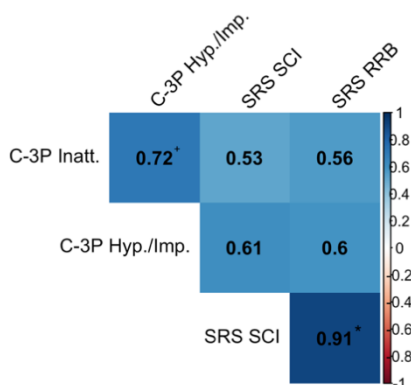 C-3P Hyp./Imp.
SRS SCI
SRS RRB
C-3P Inatt.
0.72+
0.53
0.56
C-3P Hyp./Imp.
0.61
0.6
SRS SCI
0.91*
1
0.8
0.6
0.4
0.2
0
-0.2
-0.4
-0.6
-0.8
-1